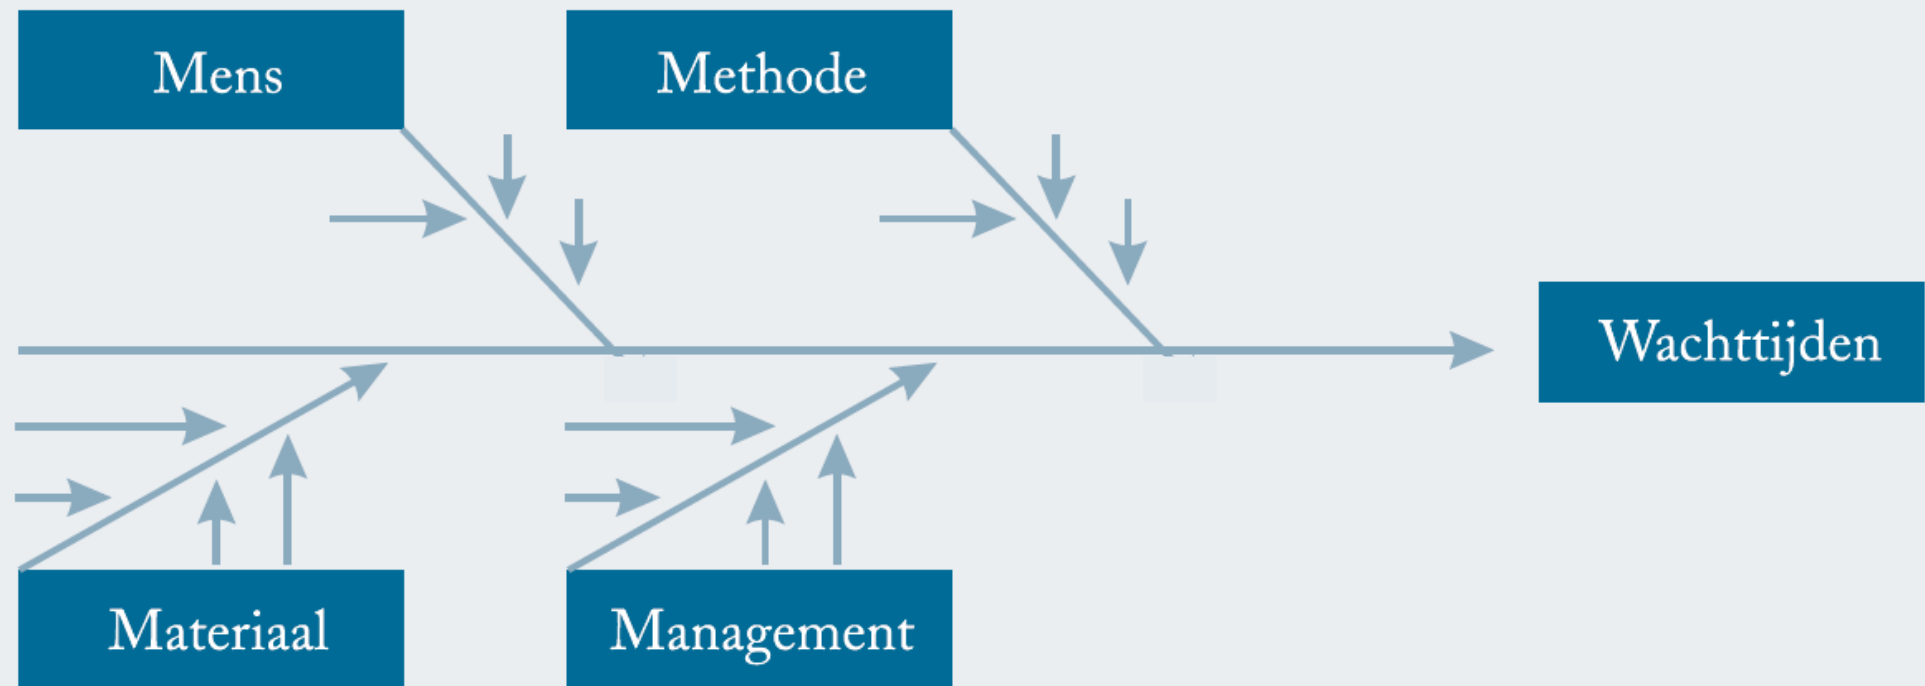 Mens
Methode
Wachttijden
Materiaal
Management